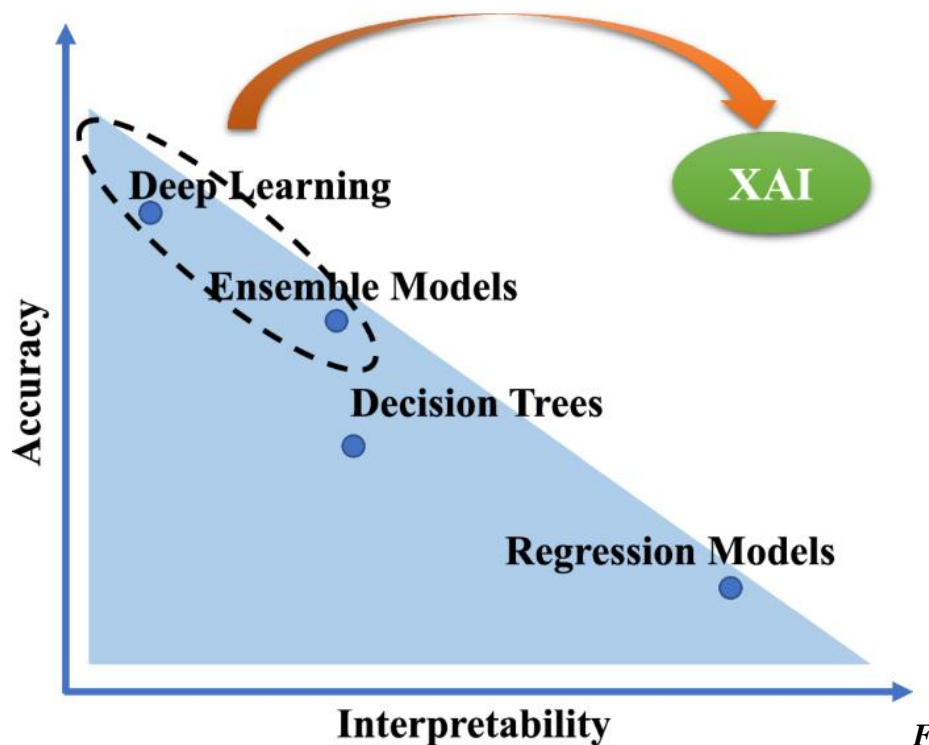 XAI
Deep Learning
Ensemble Models
Decision Trees
Regression Models
Accuracy
Interpretability
F